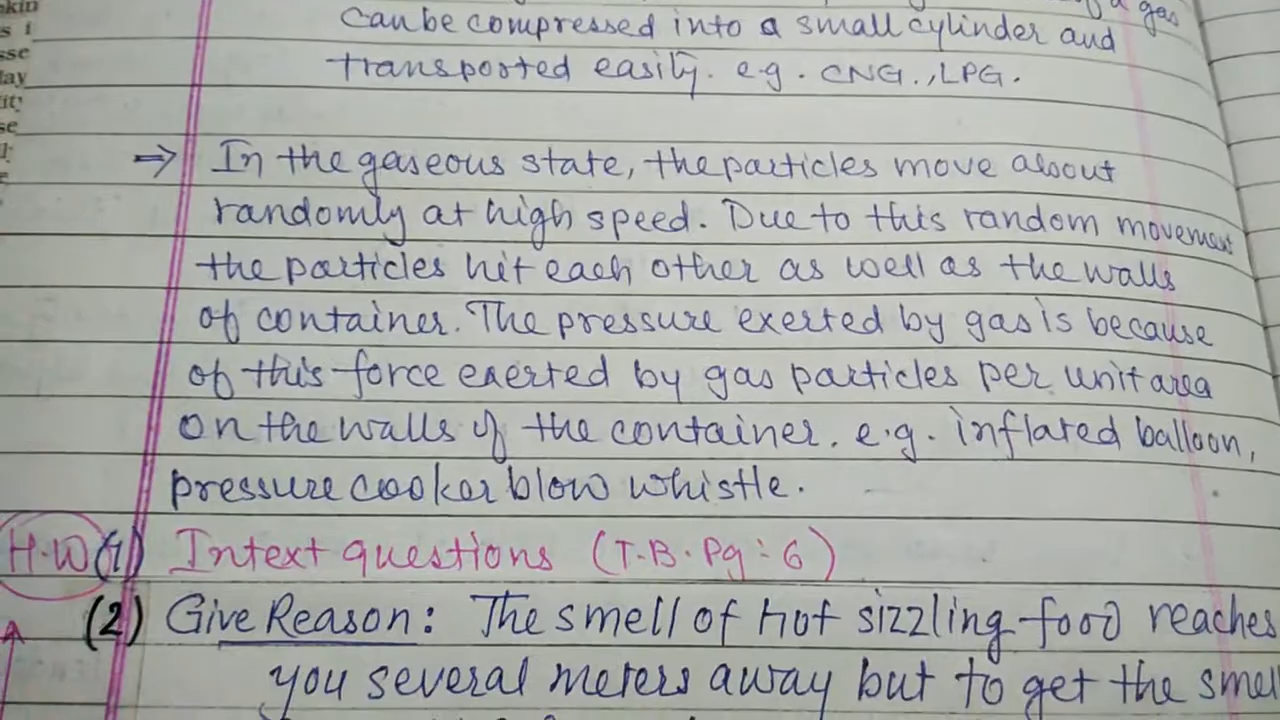 a gas
can be compressed into a small cylinder and
transported easily. e.g. CNG., LPG.
⇒ In the gaseous state, the particles move about
randomly at high speed. Due to this random movement
the particles hit each other as well as the walls
of container. The pressure exerted by gas is because
of this force exerted by gas particles per unit area
on the walls of the container. e.g. inflated balloon,
pressure cooker blow whistle.
H.W (1) Intext questions (T.B. Pg: 6)
(2) Give Reason: The smell of hot sizzling food reaches
you several meters away but to get the smel